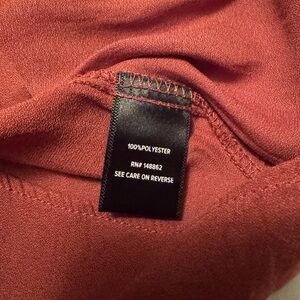 100%POLYESTER
RN# 148862
SEE CARE ON REVERSE